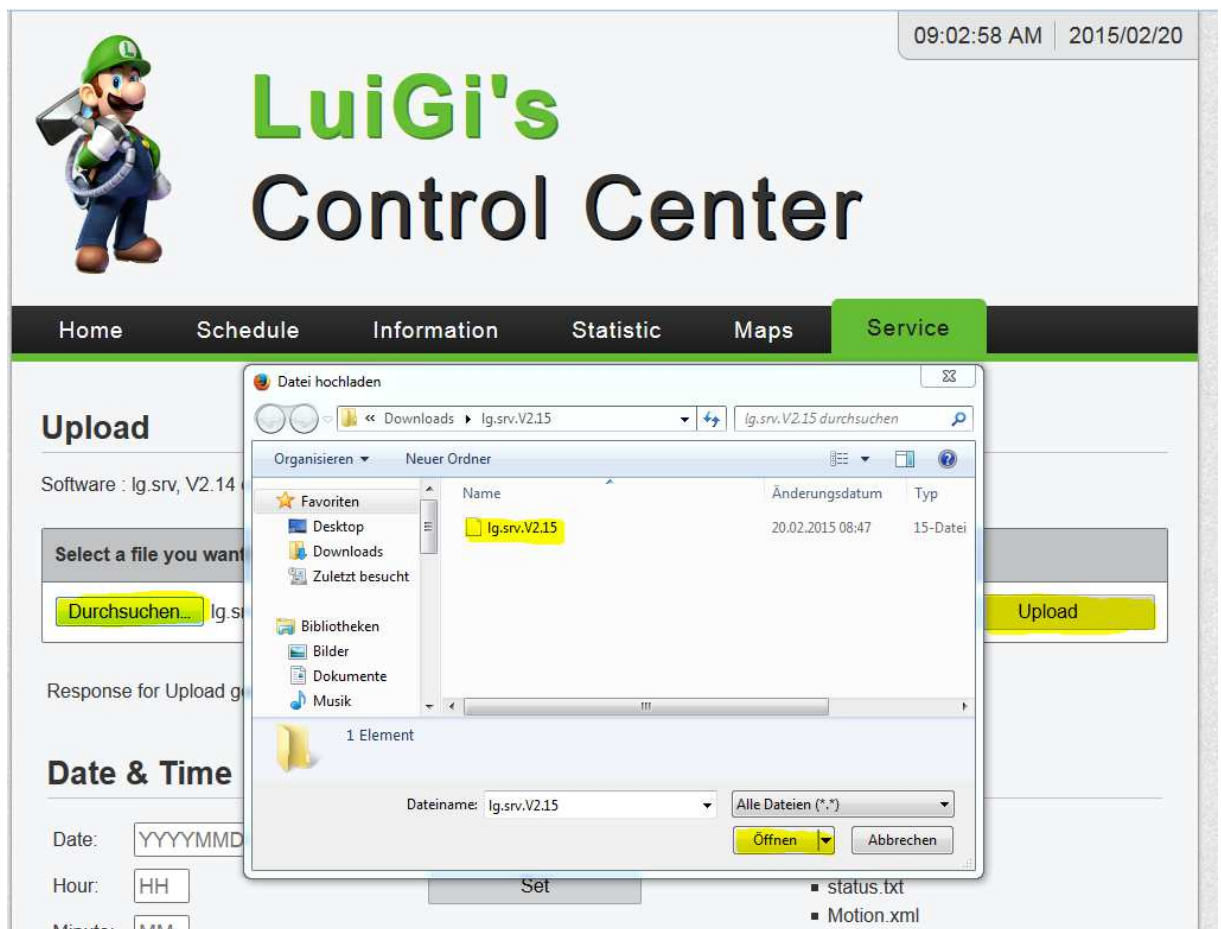 09:02:58 AM 2015/02/20
L
LuiGi's
Control Center
Home Schedule Information Statistic Maps Service
Datei hochladen
« Downloads lg.srv.V2.15
lg.srv.V2.15 durchsuchen
Organisieren Neuer Ordner
Favoriten
Desktop
Downloads
Zuletzt besucht
Bibliotheken
Bilder
Dokumente
Musik
Name Änderungsdatum Typ
lg.srv.V2.15 20.02.2015 08:47 15-Datei
1 Element
Dateiname: lg.srv.V2.15 Alle Dateien (*.*)
Öffnen Abbrechen
Upload
Software : lg.srv, V2.14
Select a file you want
Durchsuchen... Upload
Response for Upload
Date & Time
Date: YYYYMMD
Hour: HH Set
status.txt
Motion.xml